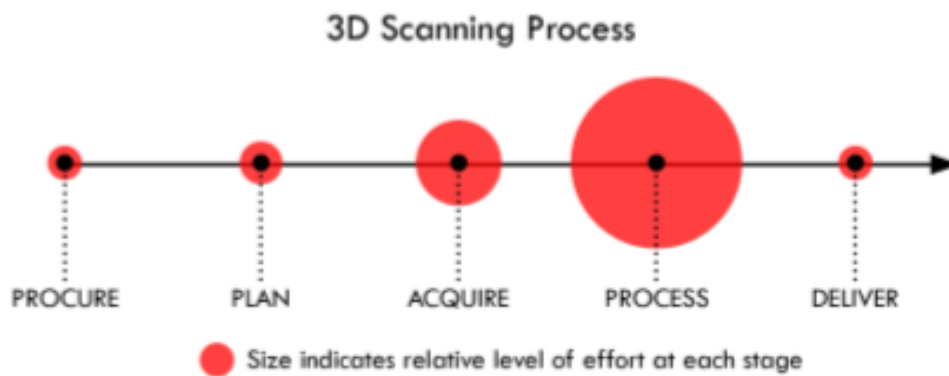 3D Scanning Process
PROCURE PLAN ACQUIRE PROCESS DELIVER
Size indicates relative level of effort at each stage